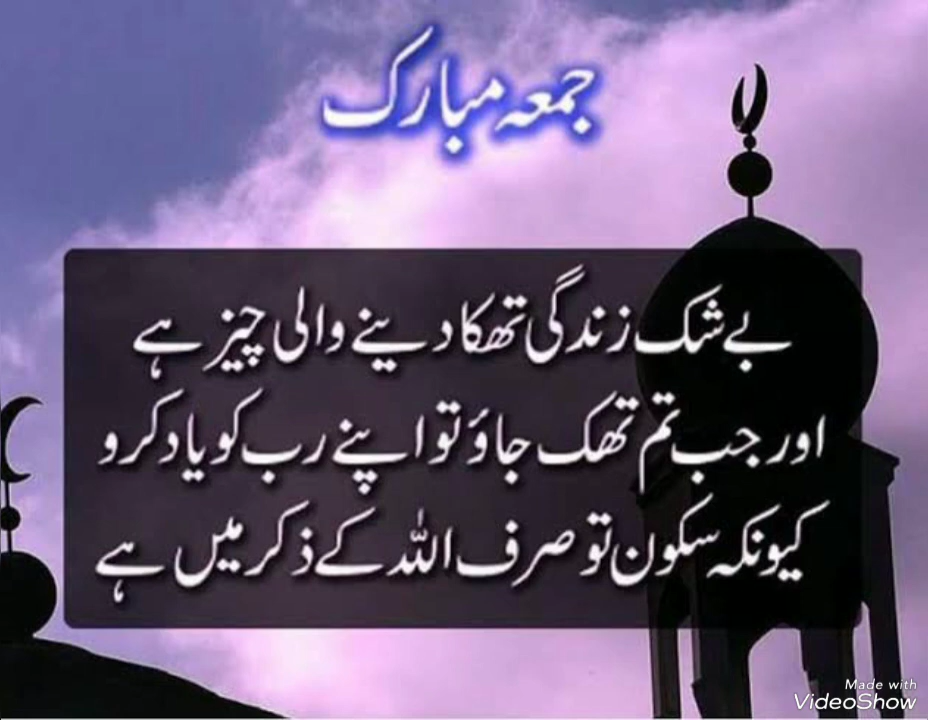 جمعہ مبارک
بے شک زندگی تھکا دینے والی چیز ہے
اور جب تم تھک جاؤ تو اپنے رب کو یاد کرو
کیونکہ سکون تو صرف اللہ کے ذکر میں ہے
Made with
VideoShow